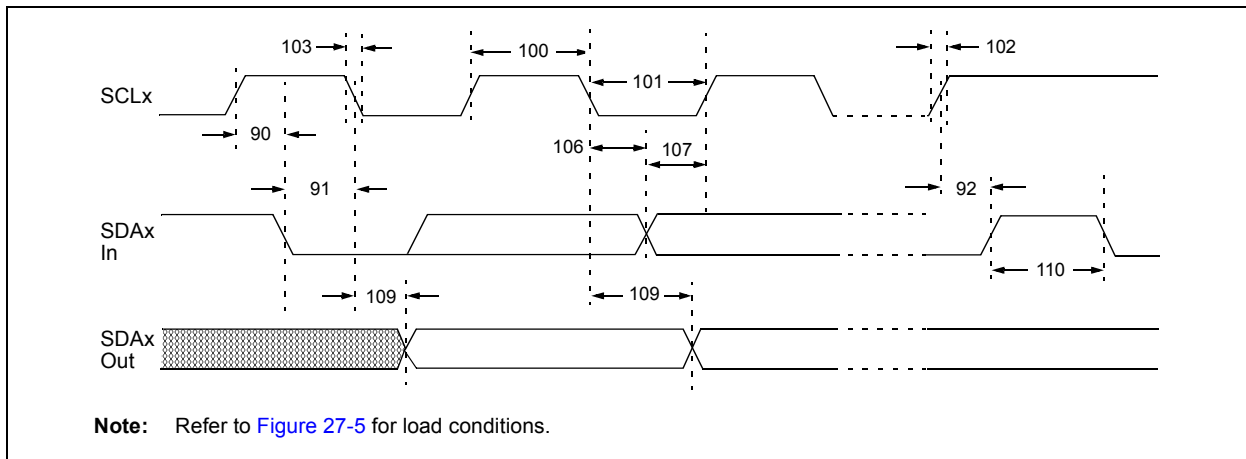 103
100
102
101
SCLx
90
106
107
91
92
SDAx
In
110
109
109
SDAx
Out
Note: Refer to Figure 27-5 for load conditions.